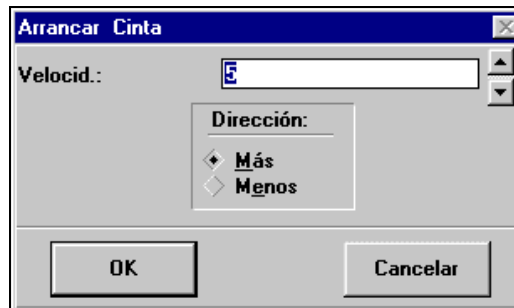 Arrancar Cinta
Velocid.: 5
Dirección:
Más
Menos
OK Cancelar